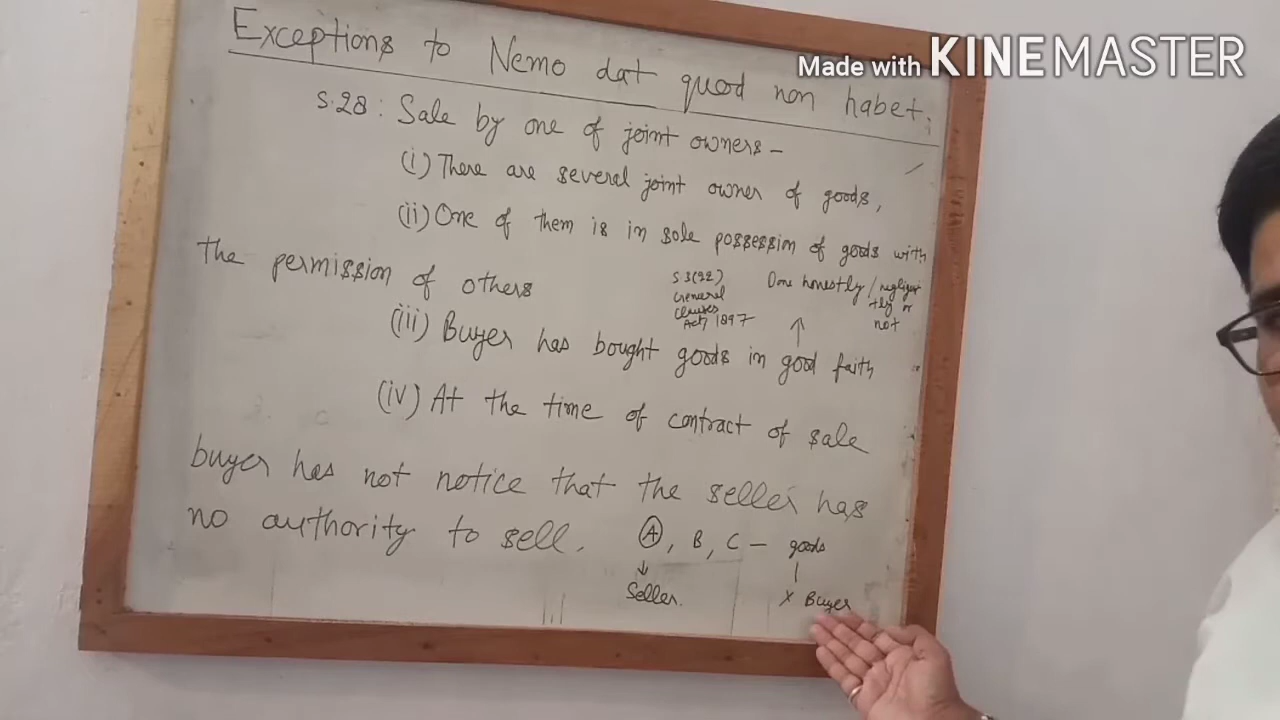 Made with KINEMASTER
Exceptions to Nemo dat quod non habet.
S.28: Sale by one of joint owners -
(i) There are several joint owner of goods,
(ii) One of them is in sole possession of goods with
the permission of others
S 3(22)
General
Clauses
Act, 1897
Done honestly / negligen
tly or
not
(iii) Buyer has bought goods in good faith
(iv) At the time of contract of sale
buyer has not notice that the seller has
no authority to sell.
A, B, C - goods
Seller.
X Buyer